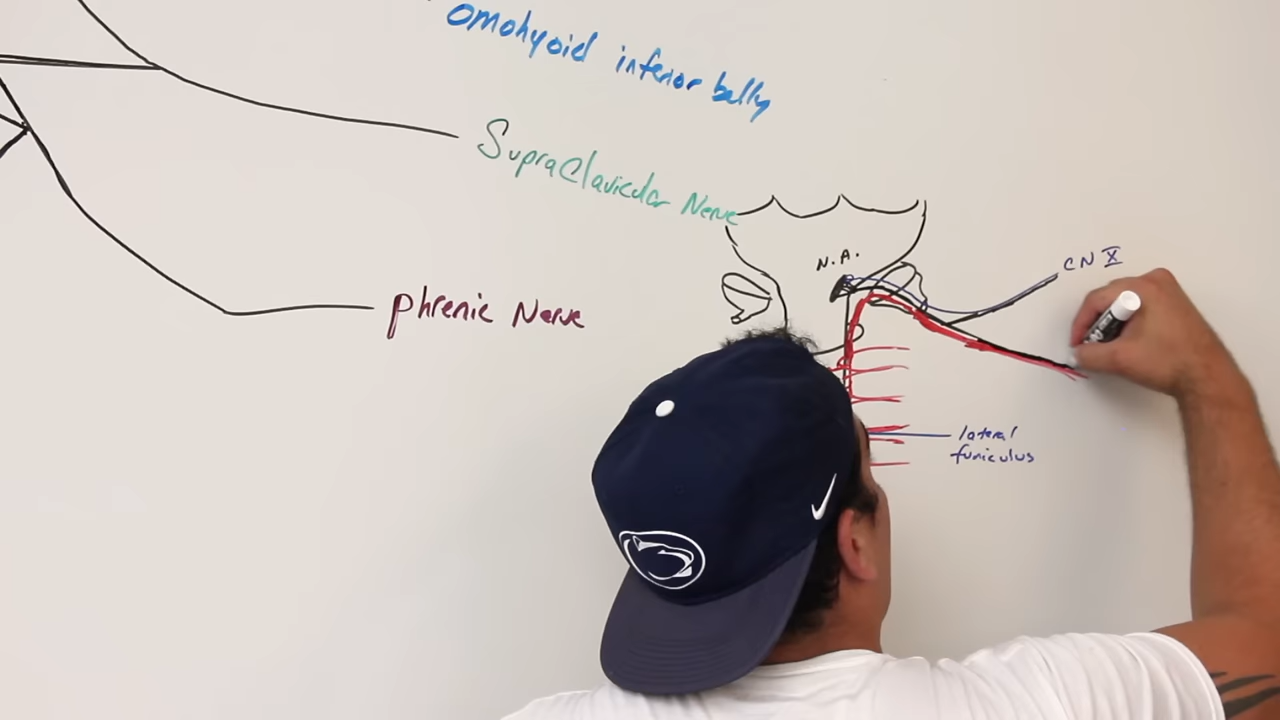 omohyoid inferior belly
SupraClavicular Nerve
N.A.
CN X
Phrenic Nerve
lateral
funiculus